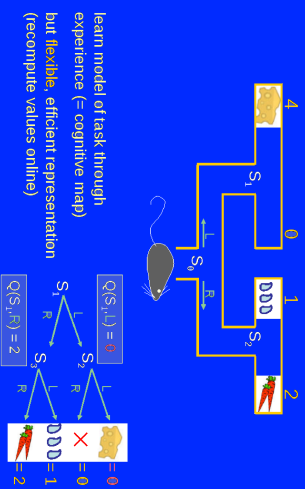 4 0 1 2
S₁ S₂
S₀
L R
learn model of task through
experience (= cognitive map)
but flexible, efficient representation
(recompute values online)
Q(S₁,L) = 0
S₁
L
R
S₂
L
R
S₃
L
R
= 0
= 0
= 1
= 2
Q(S₁,R) = 2